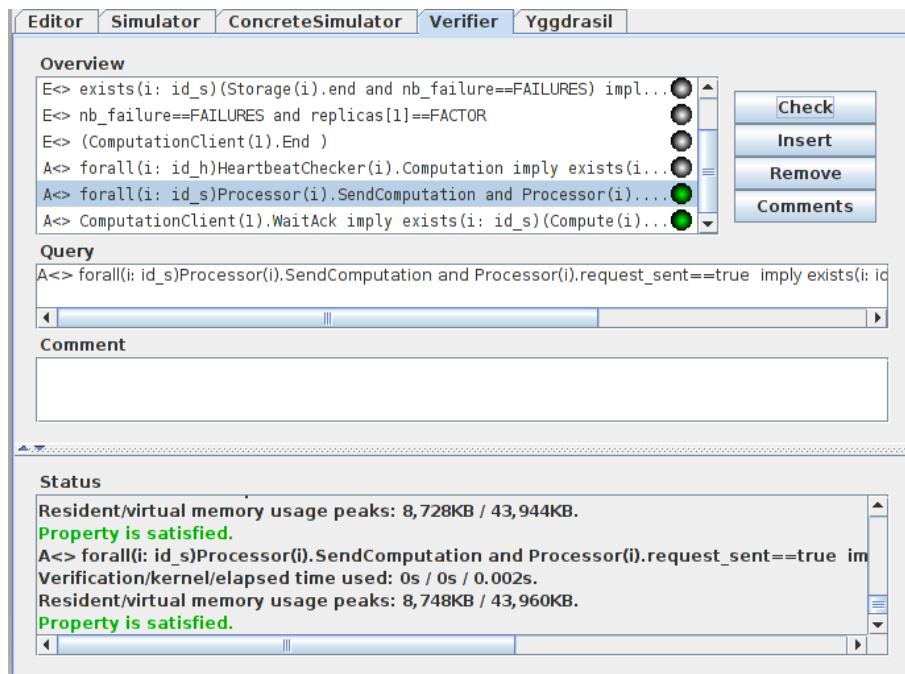 Editor Simulator ConcreteSimulator Verifier Yggdrasil
Overview
E<> exists(i: id_s)(Storage(i).end and nb_failure==FAILURES) impl...
E<> nb_failure==FAILURES and replicas[1]==FACTOR
E<> (ComputationClient(1).End )
A<> forall(i: id_h)HeartbeatChecker(i).Computation imply exists(i...
A<> forall(i: id_s)Processor(i).SendComputation and Processor(i)....
A<> ComputationClient(1).WaitAck imply exists(i: id_s)(Compute(i)...
Check
Insert
Remove
Comments
Query
A<> forall(i: id_s)Processor(i).SendComputation and Processor(i).request_sent==true  imply exists(i: id
Comment
Status
Resident/virtual memory usage peaks: 8,728KB / 43,944KB.
Property is satisfied.
A<> forall(i: id_s)Processor(i).SendComputation and Processor(i).request_sent==true  im
Verification/kernel/elapsed time used: 0s / 0s / 0.002s.
Resident/virtual memory usage peaks: 8,748KB / 43,960KB.
Property is satisfied.